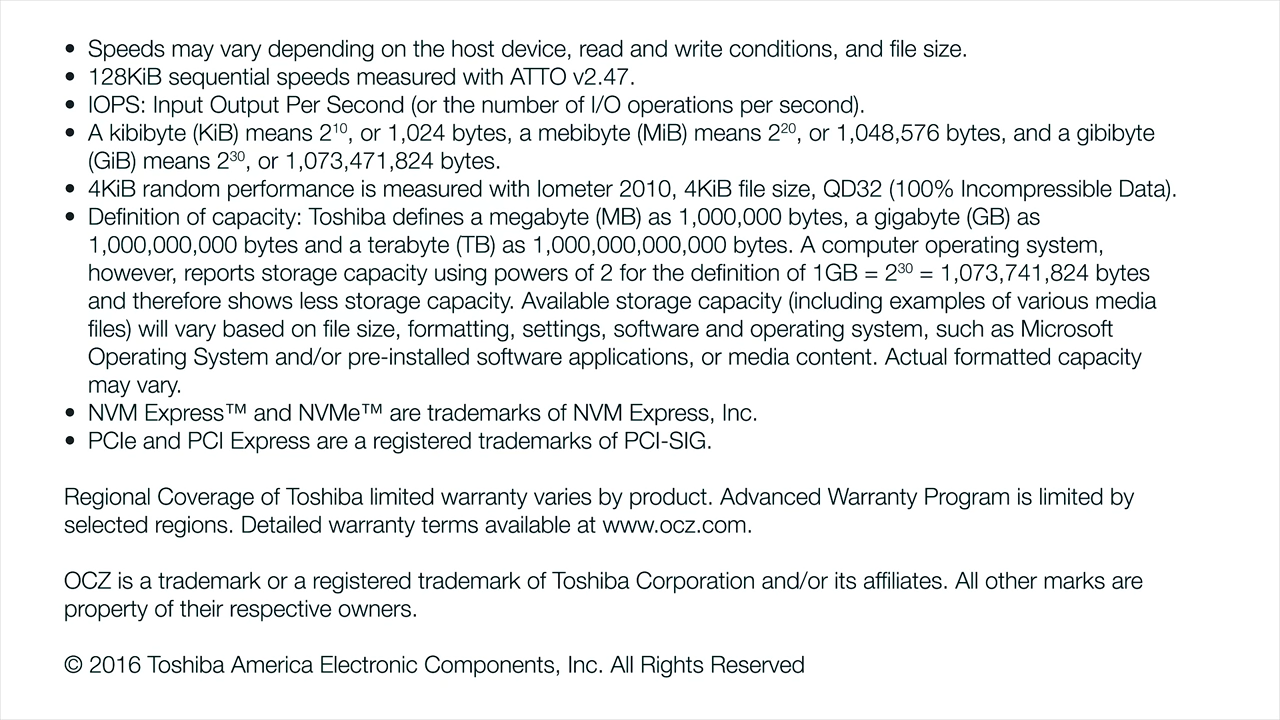 • Speeds may vary depending on the host device, read and write conditions, and file size.
• 128KiB sequential speeds measured with ATTO v2.47.
• IOPS: Input Output Per Second (or the number of I/O operations per second).
• A kibibyte (KiB) means 2¹⁰, or 1,024 bytes, a mebibyte (MiB) means 2²⁰, or 1,048,576 bytes, and a gibibyte
(GiB) means 2³⁰, or 1,073,471,824 bytes.
• 4KiB random performance is measured with Iometer 2010, 4KiB file size, QD32 (100% Incompressible Data).
• Definition of capacity: Toshiba defines a megabyte (MB) as 1,000,000 bytes, a gigabyte (GB) as
1,000,000,000 bytes and a terabyte (TB) as 1,000,000,000,000 bytes. A computer operating system,
however, reports storage capacity using powers of 2 for the definition of 1GB = 2³⁰ = 1,073,741,824 bytes
and therefore shows less storage capacity. Available storage capacity (including examples of various media
files) will vary based on file size, formatting, settings, software and operating system, such as Microsoft
Operating System and/or pre-installed software applications, or media content. Actual formatted capacity
may vary.
• NVM Express™ and NVMe™ are trademarks of NVM Express, Inc.
• PCIe and PCI Express are a registered trademarks of PCI-SIG.
Regional Coverage of Toshiba limited warranty varies by product. Advanced Warranty Program is limited by
selected regions. Detailed warranty terms available at www.ocz.com.
OCZ is a trademark or a registered trademark of Toshiba Corporation and/or its affiliates. All other marks are
property of their respective owners.
© 2016 Toshiba America Electronic Components, Inc. All Rights Reserved